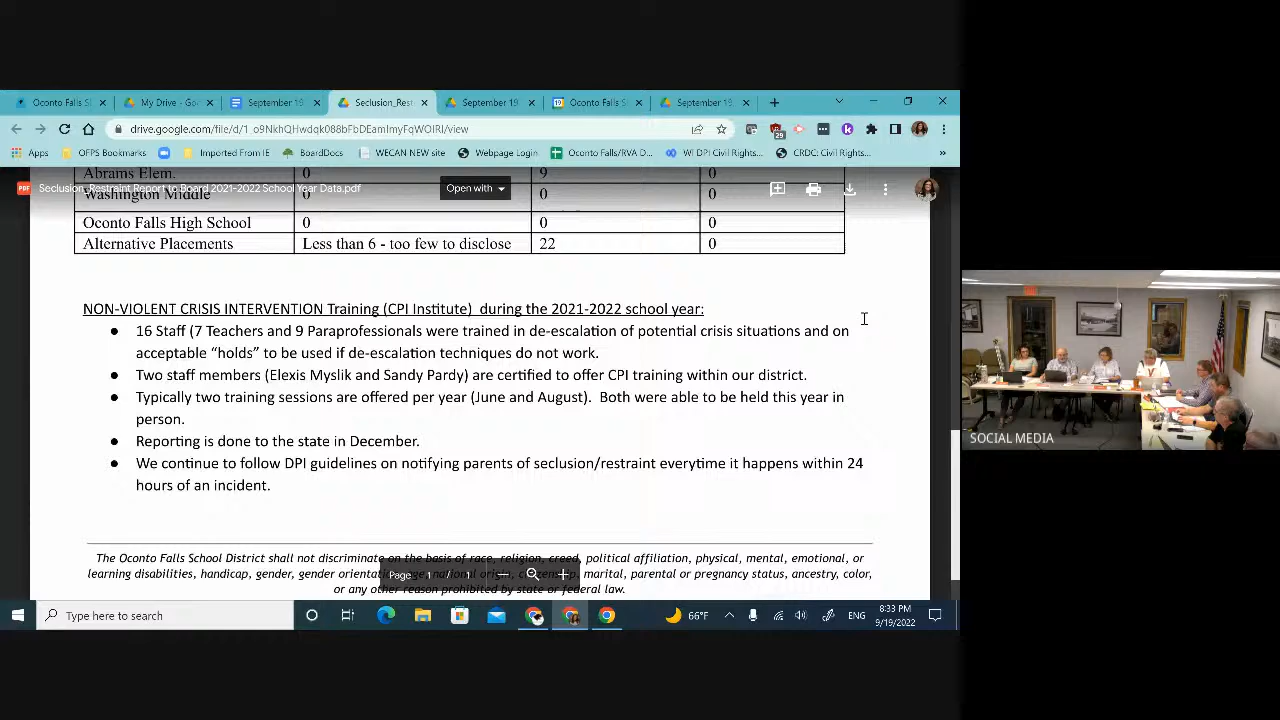 Oconto Falls S
My Drive - Goo
September 19
Seclusion_Rest
September 19
Oconto Falls S
September 19
drive.google.com/file/d/1_o9NkhQHwdqk088bFbDEamImyFqWOIRI/view
29
Apps
OFPS Bookmarks
Imported From IE
BoardDocs
WECAN NEW site
Webpage Login
Oconto Falls/RVA D...
WI DPI Civil Rights...
CRDC: Civil Rights...
Abrams Elem. 9 0
Seclusion_Restraint Report to Board 2021-2022 School Year Data.pdf
Open with
Washington Middle 0 0 0
Oconto Falls High School 0 0 0
Alternative Placements Less than 6 - too few to disclose 22 0
NON-VIOLENT CRISIS INTERVENTION Training (CPI Institute) during the 2021-2022 school year:
● 16 Staff (7 Teachers and 9 Paraprofessionals were trained in de-escalation of potential crisis situations and on
acceptable “holds” to be used if de-escalation techniques do not work.
● Two staff members (Elexis Myslik and Sandy Pardy) are certified to offer CPI training within our district.
● Typically two training sessions are offered per year (June and August). Both were able to be held this year in
person.
● Reporting is done to the state in December.
● We continue to follow DPI guidelines on notifying parents of seclusion/restraint everytime it happens within 24
hours of an incident.
The Oconto Falls School District shall not discriminate on the basis of race, religion, creed, political affiliation, physical, mental, emotional, or
learning disabilities, handicap, gender, gender orientation, national origin, citizenship, marital, parental or pregnancy status, ancestry, color,
or any other reason prohibited by state or federal law.
Page 1 / 1
SOCIAL MEDIA
Type here to search
66°F
ENG
8:33 PM
9/19/2022